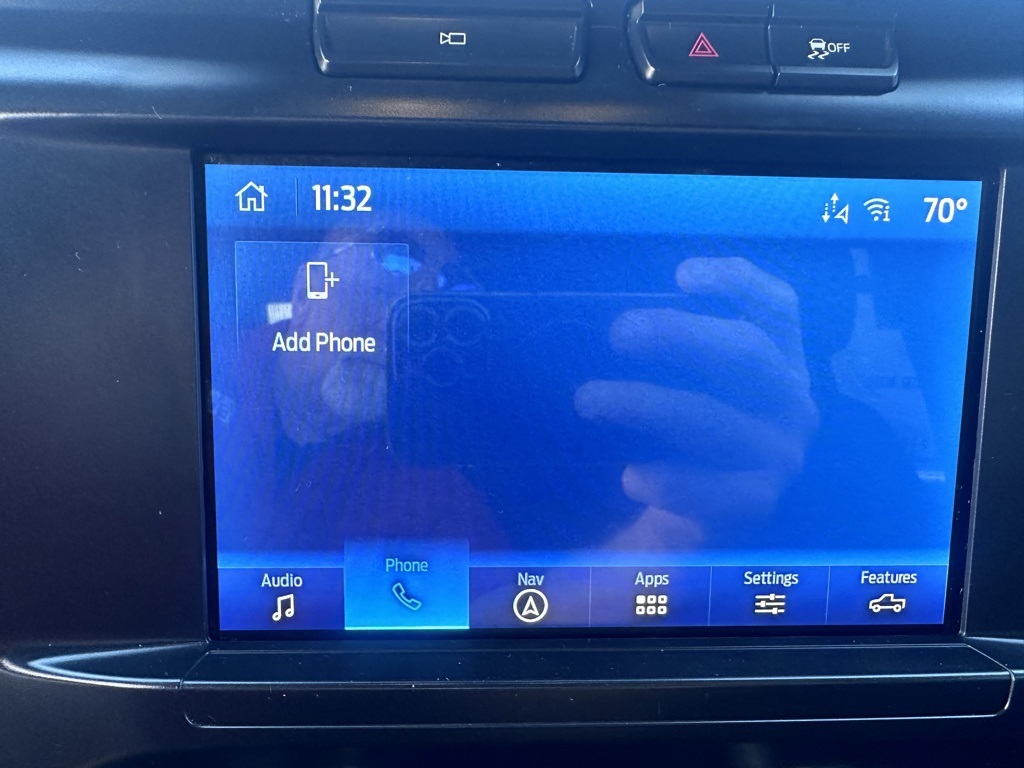 OFF
11:32
70°
Add Phone
Audio
Phone
Nav
Apps
Settings
Features